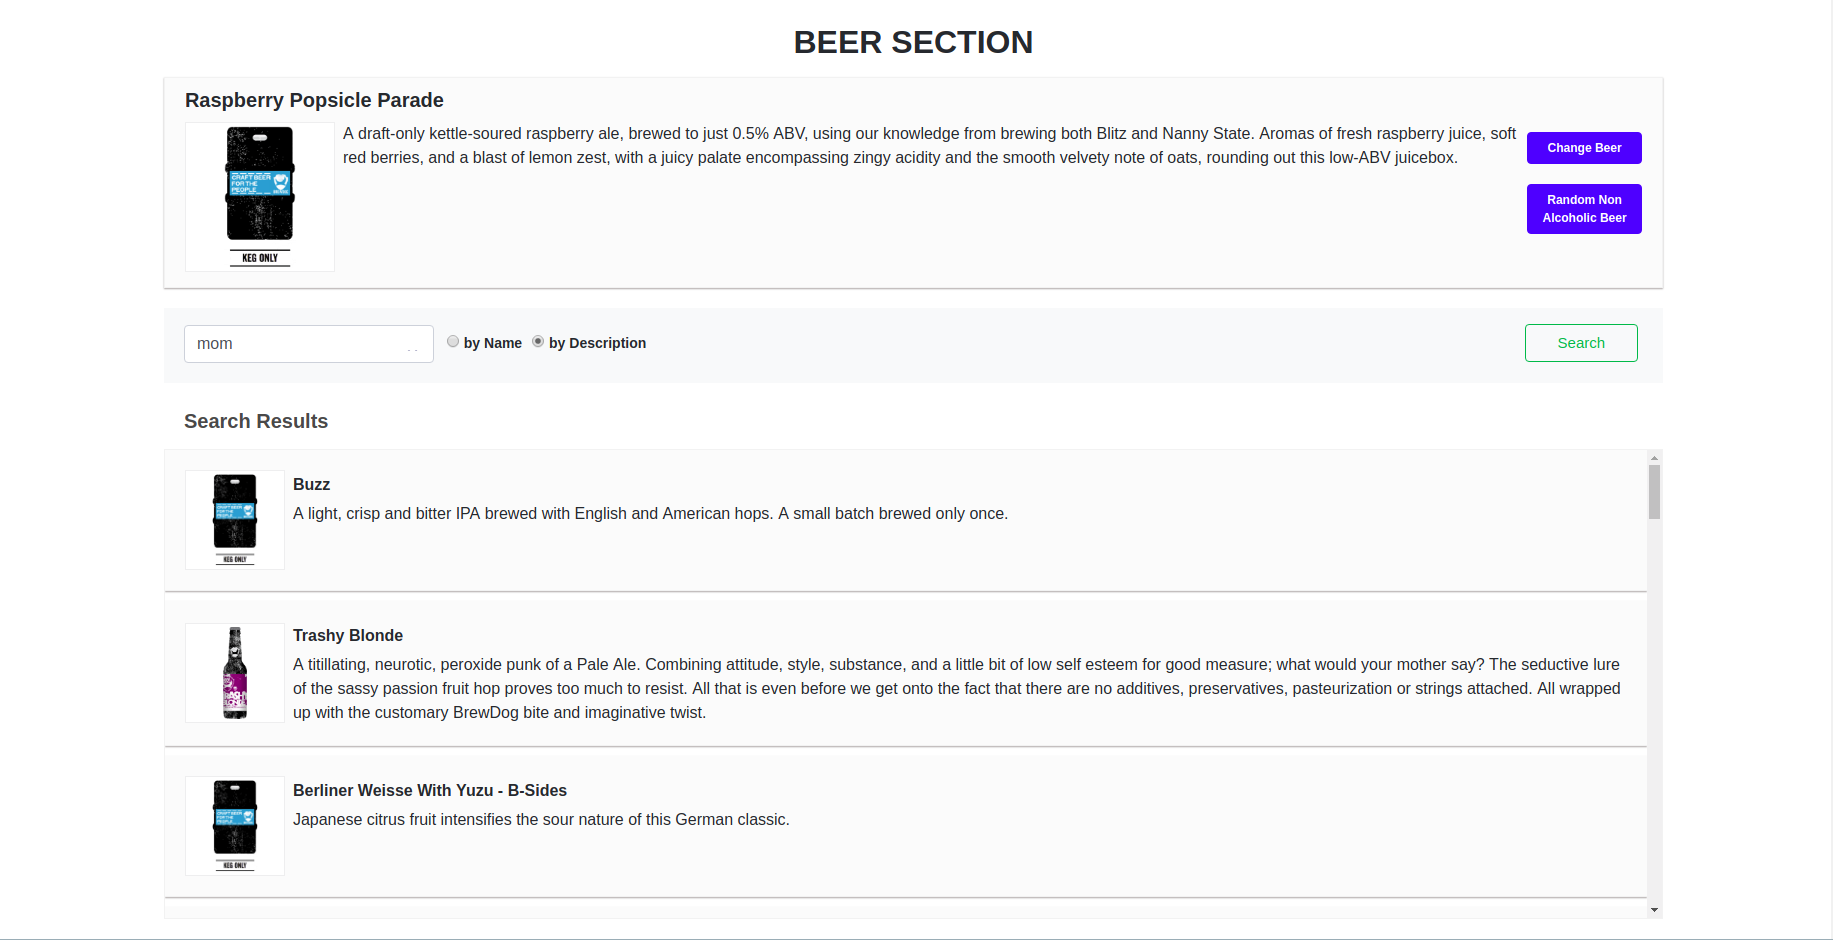 BEER SECTION
Raspberry Popsicle Parade
A draft-only kettle-soured raspberry ale, brewed to just 0.5% ABV, using our knowledge from brewing both Blitz and Nanny State. Aromas of fresh raspberry juice, soft
red berries, and a blast of lemon zest, with a juicy palate encompassing zingy acidity and the smooth velvety note of oats, rounding out this low-ABV juicebox.
Change Beer
Random Non
Alcoholic Beer
CRAFT BEER
FOR THE
PEOPLE
KEG ONLY
mom
by Name
by Description
Search
Search Results
Buzz
A light, crisp and bitter IPA brewed with English and American hops. A small batch brewed only once.
CRAFT BEER
FOR THE
PEOPLE
KEG ONLY
Trashy Blonde
A titillating, neurotic, peroxide punk of a Pale Ale. Combining attitude, style, substance, and a little bit of low self esteem for good measure; what would your mother say? The seductive lure
of the sassy passion fruit hop proves too much to resist. All that is even before we get onto the fact that there are no additives, preservatives, pasteurization or strings attached. All wrapped
up with the customary BrewDog bite and imaginative twist.
Berliner Weisse With Yuzu - B-Sides
Japanese citrus fruit intensifies the sour nature of this German classic.
CRAFT BEER
FOR THE
PEOPLE
KEG ONLY